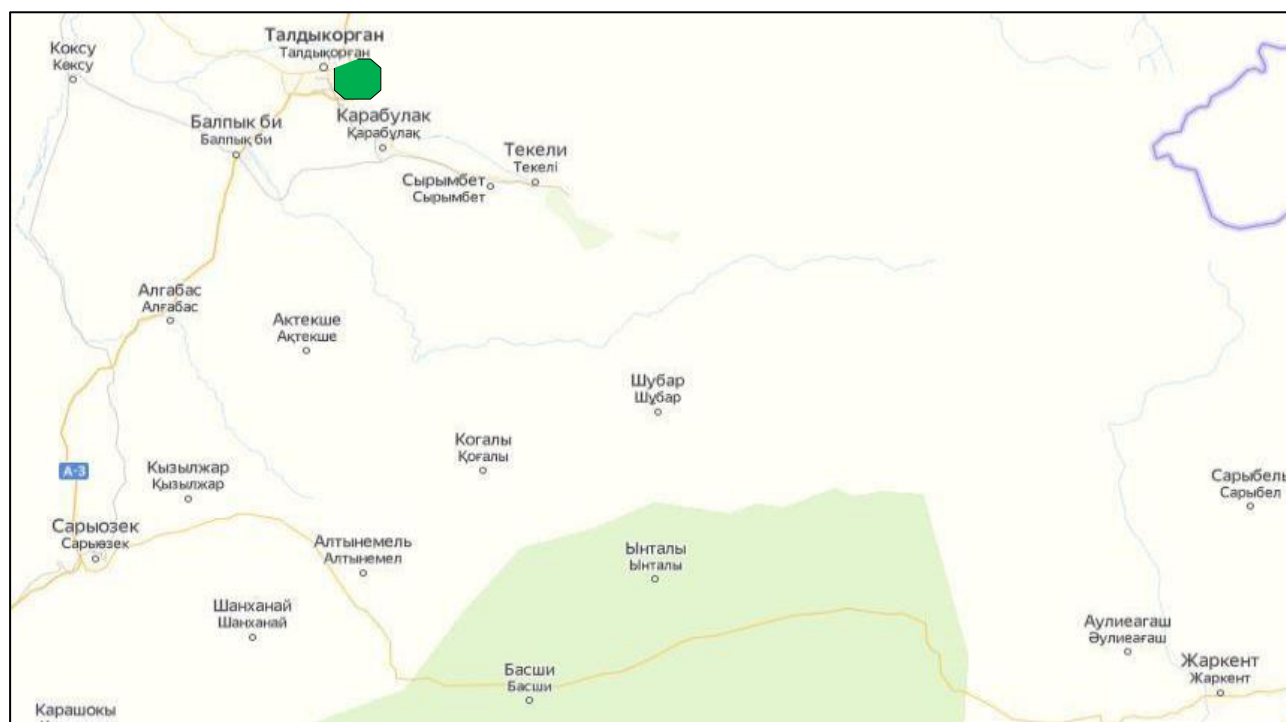 Талдыкорган
Талдықорған
Коксу
Көксу
Балпык би
Балпық би
Карабулак
Қарабұлақ
Текели
Текелі
Сырымбет
Сырымбет
Алгабас
Алғабас
Актекше
Ақтекше
Шубар
Шұбар
Когалы
Қоғалы
А-3
Кызылжар
Қызылжар
Сарыбель
Сарыбел
Сарыозек
Сарыөзек
Алтынемель
Алтынемел
Ынталы
Ынталы
Шанханай
Шанханай
Аулиеагаш
Әулиеағаш
Басши
Басши
Жаркент
Жаркент
Карашокы